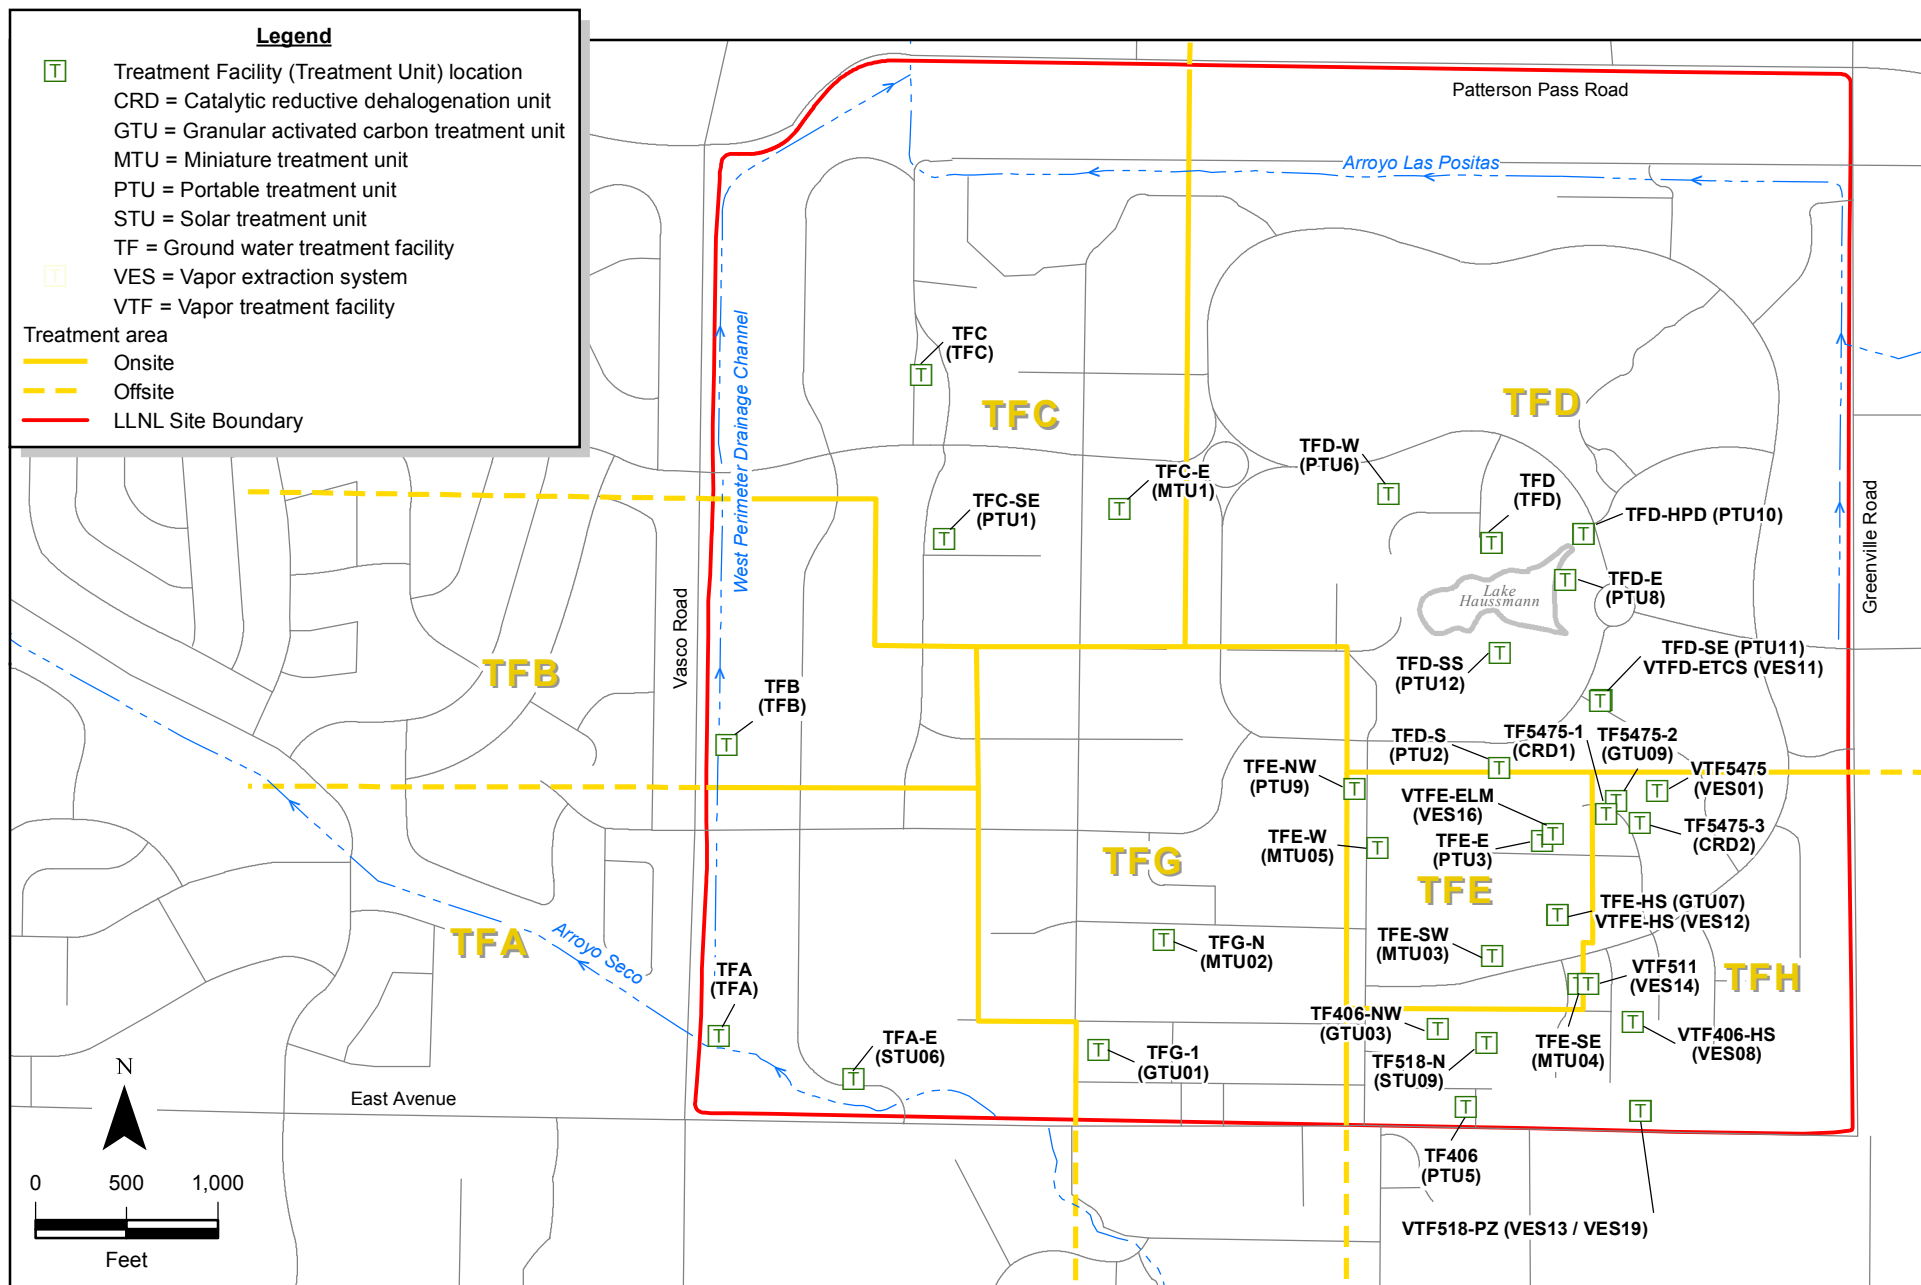 Legend
T Treatment Facility (Treatment Unit) location
CRD = Catalytic reductive dehalogenation unit
GTU = Granular activated carbon treatment unit
MTU = Miniature treatment unit
PTU = Portable treatment unit
STU = Solar treatment unit
TF = Ground water treatment facility
T VES = Vapor extraction system
VTF = Vapor treatment facility
Treatment area
Onsite
Offsite
LLNL Site Boundary
Patterson Pass Road
Arroyo Las Positas
West Perimeter Drainage Channel
Vasco Road
Greenville Road
TFC
(TFC)
T
TFC
TFD
TFD-W
(PTU6)
T
TFC-E
(MTU1)
T
TFC-SE
(PTU1)
T
TFD
(TFD)
T
TFD-HPD (PTU10)
T
TFD-E
(PTU8)
T
Lake
Haussmann
TFD-SS
(PTU12)
T
TFD-SE (PTU11)
VTFD-ETCS (VES11)
T
TFB
TFB
(TFB)
T
TFD-S
(PTU2)
T
TF5475-1
(CRD1)
T
TF5475-2
(GTU09)
T
VTF5475
(VES01)
T
TFE-NW
(PTU9)
T
VTFE-ELM
(VES16)
T
TFE-E
(PTU3)
T
TF5475-3
(CRD2)
T
TFE-W
(MTU05)
T
TFG
TFE
TFE-HS (GTU07)
VTFE-HS (VES12)
T
TFA
Arroyo Seco
TFG-N
(MTU02)
T
TFE-SW
(MTU03)
T
TFH
VTF511
(VES14)
T
TFA
(TFA)
T
TFA-E
(STU06)
T
TFG-1
(GTU01)
T
TF406-NW
(GTU03)
T
TF518-N
(STU09)
T
TFE-SE
(MTU04)
T
VTF406-HS
(VES08)
T
TF406
(PTU5)
T
VTF518-PZ (VES13 / VES19)
T
East Avenue
N
0 500 1,000
Feet